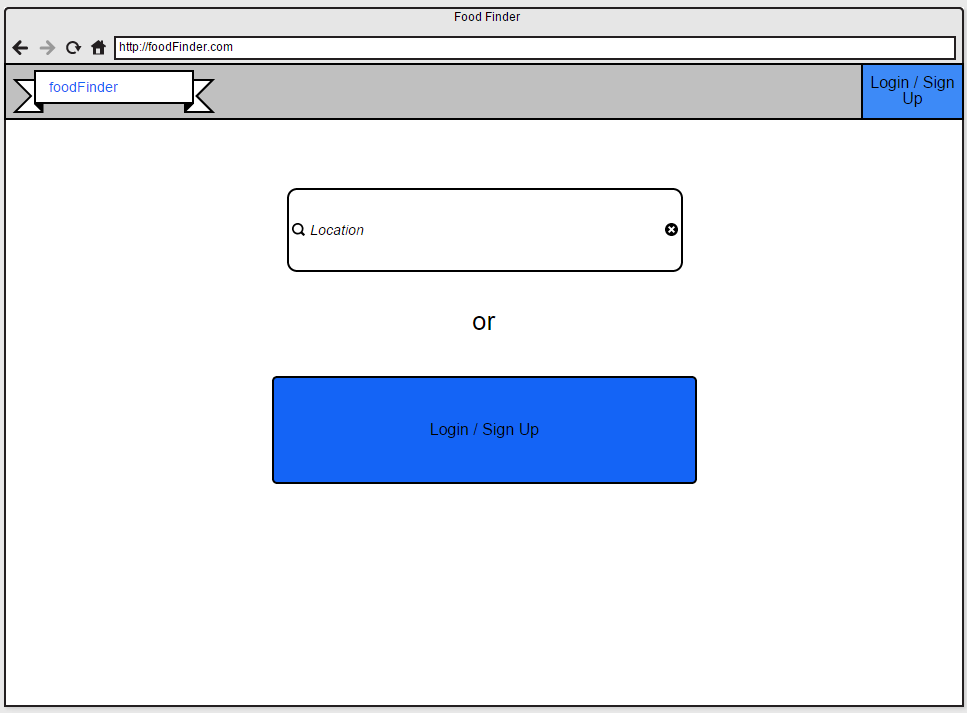 Food Finder
http://foodFinder.com
foodFinder
Login / Sign
Up
Location
or
Login / Sign Up